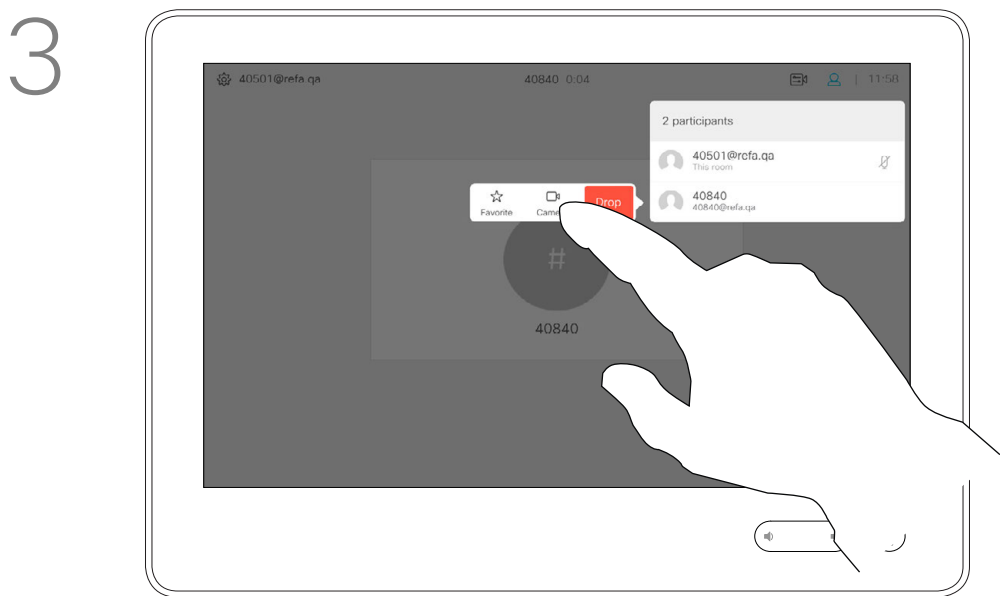 3
40501@refa.qa
40840 0:04
| 11:58
2 participants
40501@refa.qa
This room
40840
40840@refa.qa
Favorite
Drop
#
40840